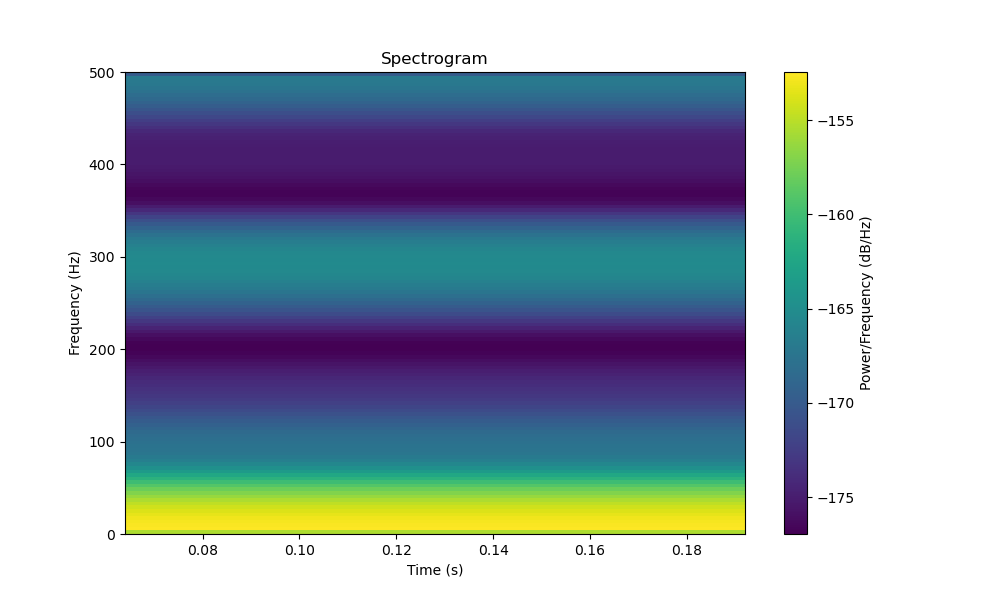 Spectrogram
500
400
300
200
100
0
Frequency (Hz)
0.08 0.10 0.12 0.14 0.16 0.18
Time (s)
−155
−160
−165
−170
−175
Power/Frequency (dB/Hz)